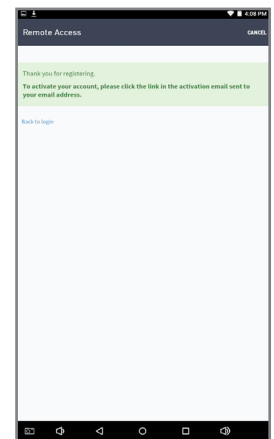 4:08 PM
Remote Access CANCEL
Thank you for registering.
To activate your account, please click the link in the activation email sent to
your email address.
Back to login